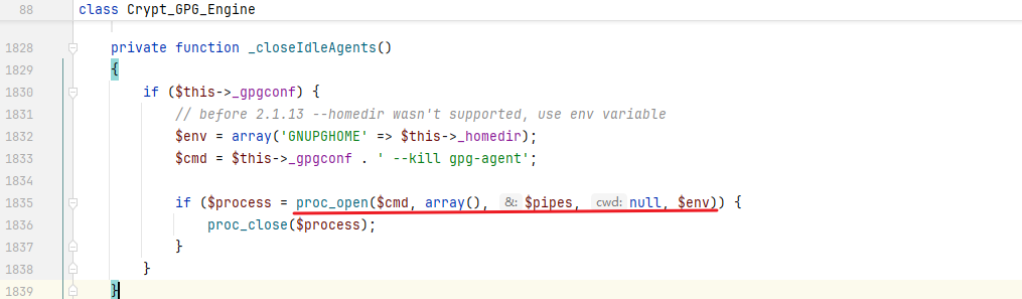 88 class Crypt_GPG_Engine
1828 private function _closeIdleAgents()
1829 {
1830 if ($this->_gpgconf) {
1831 // before 2.1.13 --homedir wasn't supported, use env variable
1832 $env = array('GNUPGHOME' => $this->_homedir);
1833 $cmd = $this->_gpgconf . ' --kill gpg-agent';
1834
1835 if ($process = proc_open($cmd, array(), &: $pipes, cwd: null, $env)) {
1836 proc_close($process);
1837 }
1838 }
1839 }